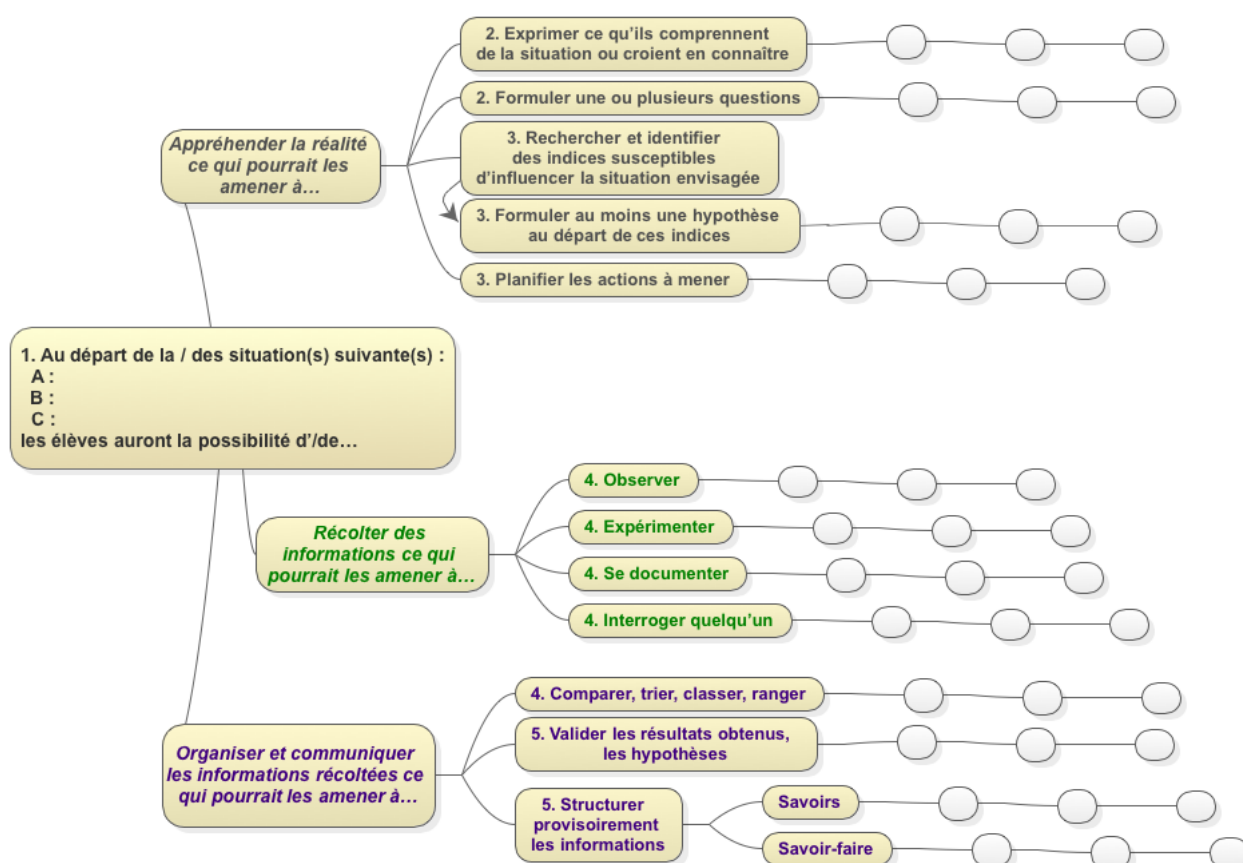 2. Exprimer ce qu’ils comprennent
de la situation ou croient en connaître
2. Formuler une ou plusieurs questions
Appréhender la réalité
ce qui pourrait les
amener à…
3. Rechercher et identifier
des indices susceptibles
d’influencer la situation envisagée
3. Formuler au moins une hypothèse
au départ de ces indices
3. Planifier les actions à mener
1. Au départ de la / des situation(s) suivante(s) :
A :
B :
C :
les élèves auront la possibilité d’/de…
Récolter des
informations ce qui
pourrait les amener à…
4. Observer
4. Expérimenter
4. Se documenter
4. Interroger quelqu’un
Organiser et communiquer
les informations récoltées ce
qui pourrait les amener à…
4. Comparer, trier, classer, ranger
5. Valider les résultats obtenus,
les hypothèses
5. Structurer
provisoirement
les informations
Savoirs
Savoir-faire